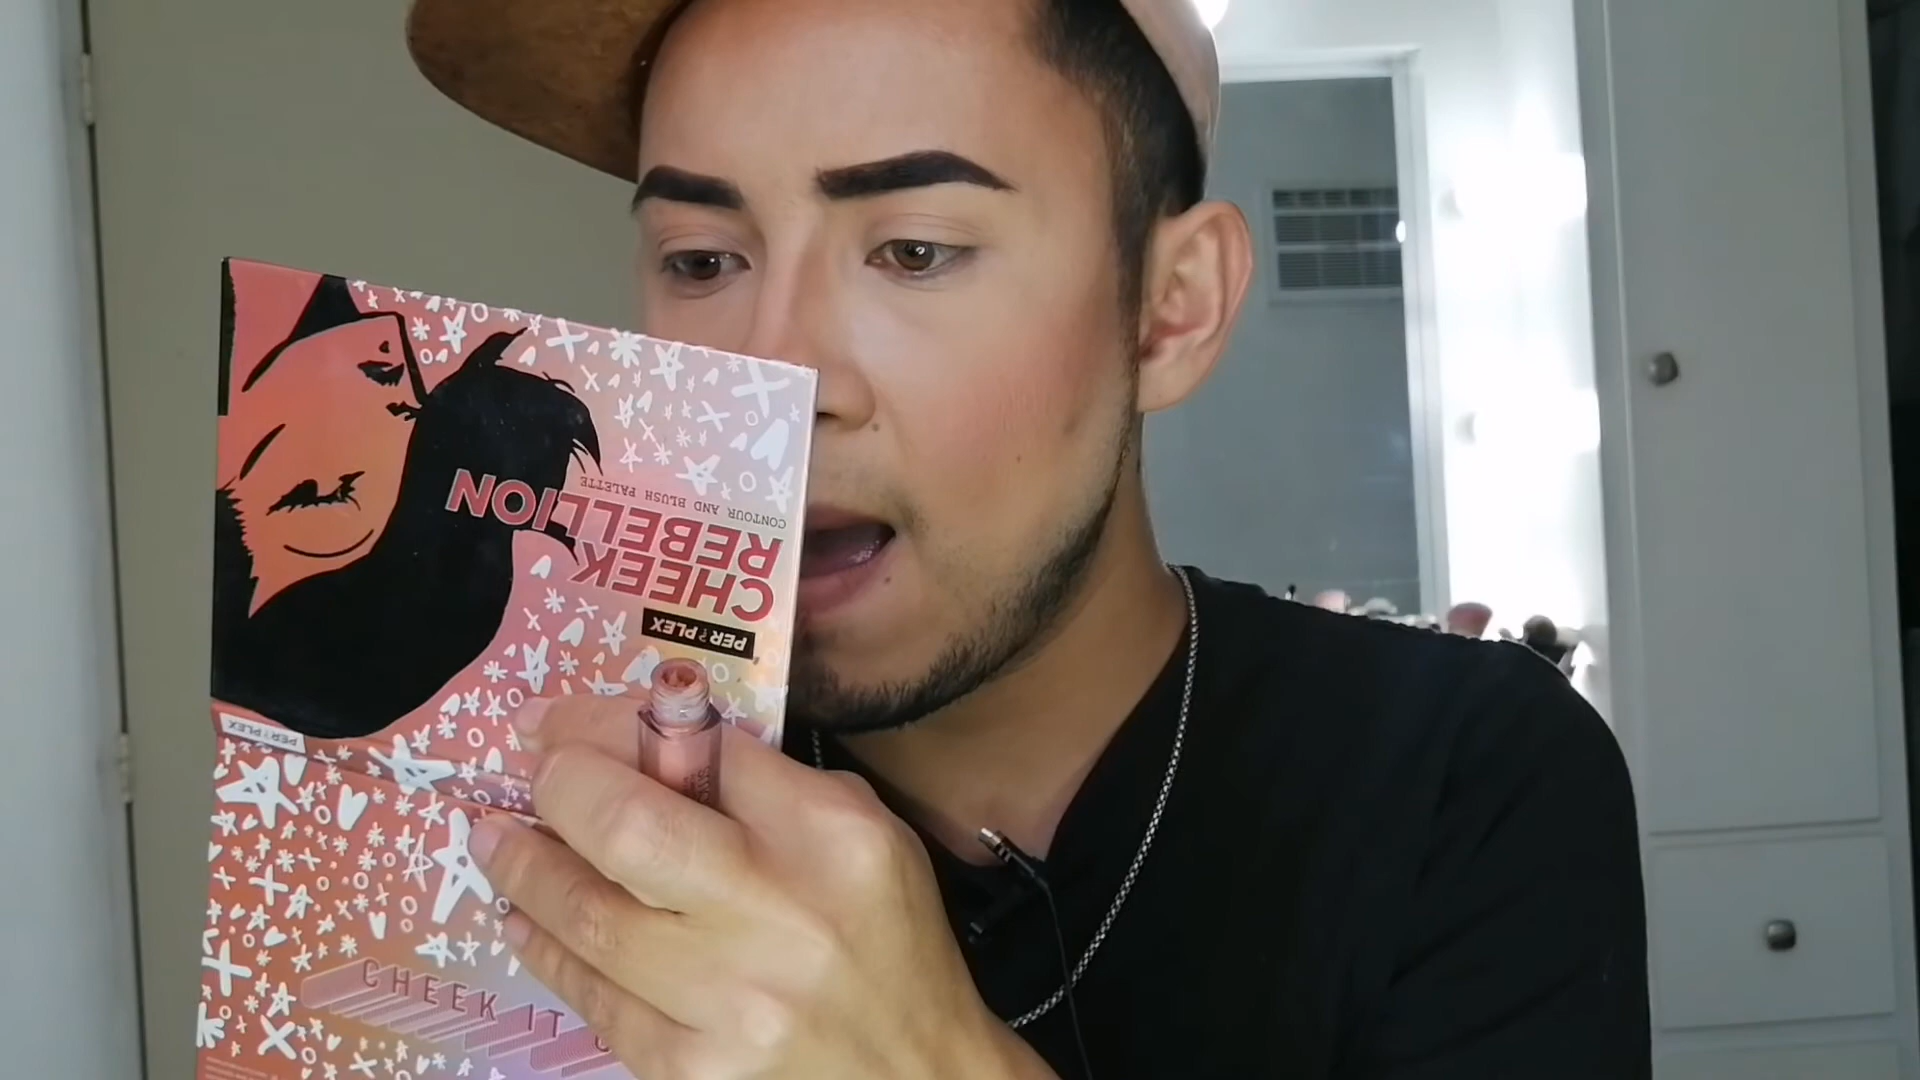 PER?PLEX
CHEEK
REBELLION
CONTOUR AND BLUSH PALETTE
PER?PLEX
CHEEK IT